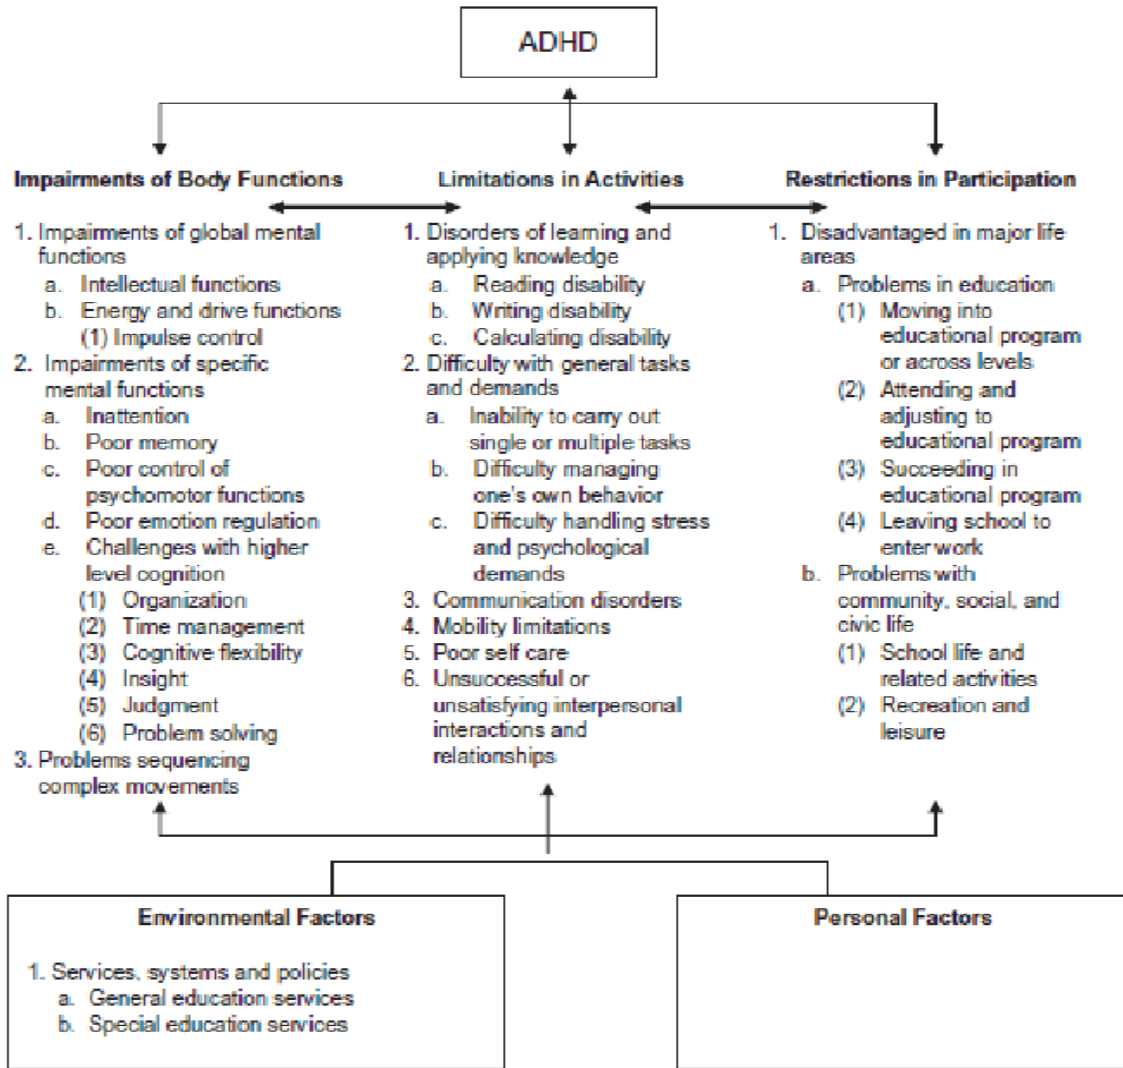 ADHD
Impairments of Body Functions
1. Impairments of global mental
functions
a. Intellectual functions
b. Energy and drive functions
(1) Impulse control
2. Impairments of specific
mental functions
a. Inattention
b. Poor memory
c. Poor control of
psychomotor functions
d. Poor emotion regulation
e. Challenges with higher
level cognition
(1) Organization
(2) Time management
(3) Cognitive flexibility
(4) Insight
(5) Judgment
(6) Problem solving
3. Problems sequencing
complex movements
Limitations in Activities
1. Disorders of learning and
applying knowledge
a. Reading disability
b. Writing disability
c. Calculating disability
2. Difficulty with general tasks
and demands
a. Inability to carry out
single or multiple tasks
b. Difficulty managing
one's own behavior
c. Difficulty handling stress
and psychological
demands
3. Communication disorders
4. Mobility limitations
5. Poor self care
6. Unsuccessful or
unsatisfying interpersonal
interactions and
relationships
Restrictions in Participation
1. Disadvantaged in major life
areas
a. Problems in education
(1) Moving into
educational program
or across levels
(2) Attending and
adjusting to
educational program
(3) Succeeding in
educational program
(4) Leaving school to
enter work
b. Problems with
community, social, and
civic life
(1) School life and
related activities
(2) Recreation and
leisure
Environmental Factors
1. Services, systems and policies
a. General education services
b. Special education services
Personal Factors